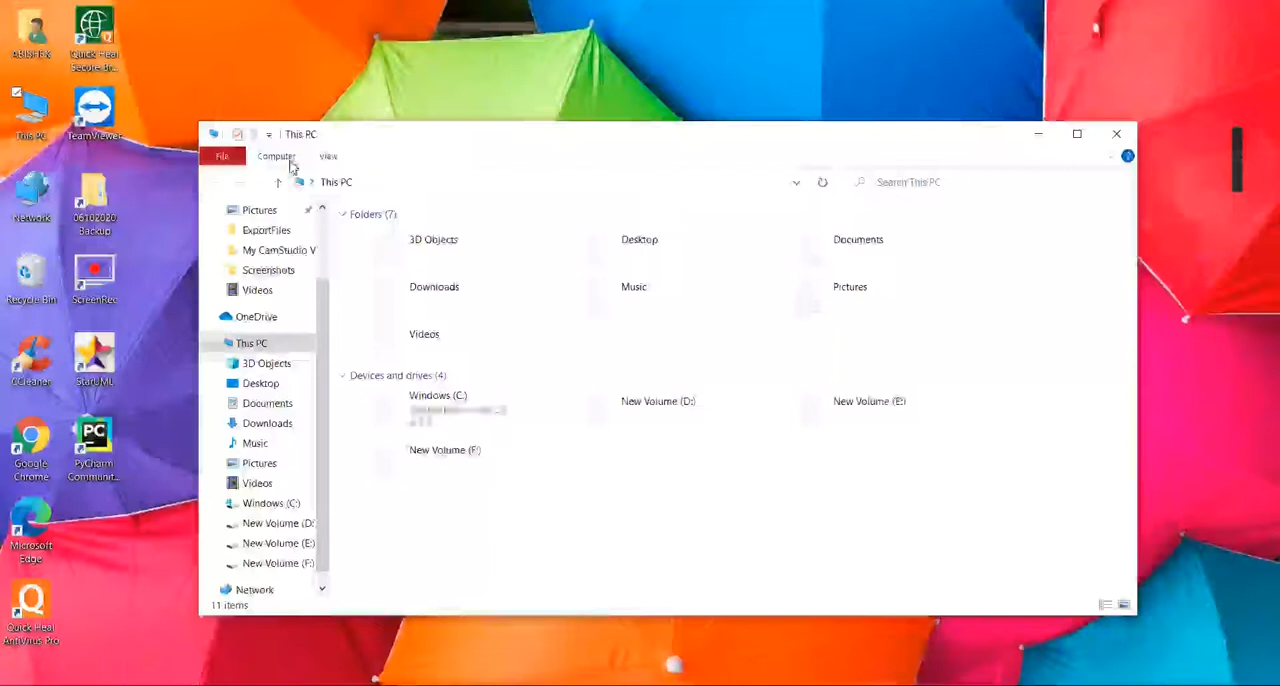 ABISHEK
Quick Heal
Secure Br...
This PC
TeamViewer
Network
06102020
Backup
Recycle Bin
ScreenRec
CCleaner
StarUML
Google
Chrome
PC
PyCharm
Communit...
Microsoft
Edge
Quick Heal
AntiVirus Pro
This PC
File
Computer
View
This PC
Search This PC
Pictures
ExportFiles
My CamStudio V
Screenshots
Videos
OneDrive
This PC
3D Objects
Desktop
Documents
Downloads
Music
Pictures
Videos
Windows (C:)
New Volume (D:
New Volume (E:)
New Volume (F:)
Network
Folders (7)
3D Objects
Desktop
Documents
Downloads
Music
Pictures
Videos
Devices and drives (4)
Windows (C:)
New Volume (D:)
New Volume (E:)
New Volume (F:)
11 items